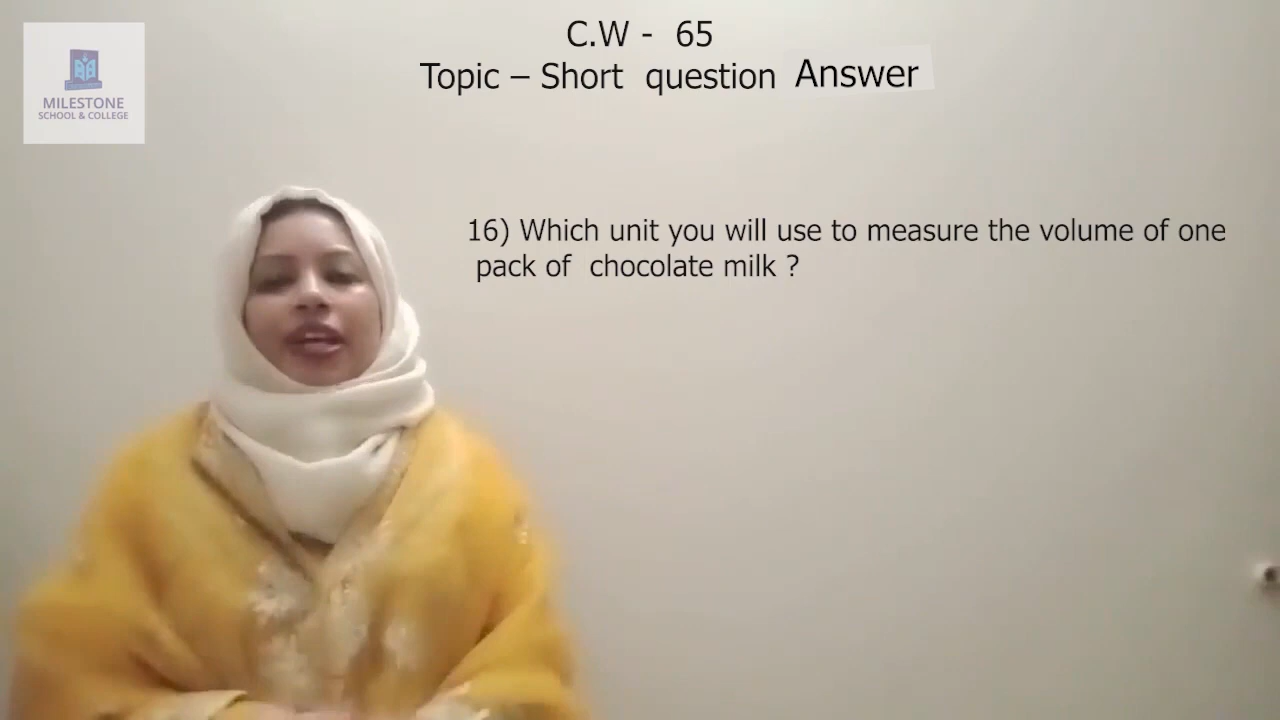 MILESTONE
SCHOOL & COLLEGE
C.W - 65
Topic – Short question Answer
16) Which unit you will use to measure the volume of one
pack of chocolate milk ?